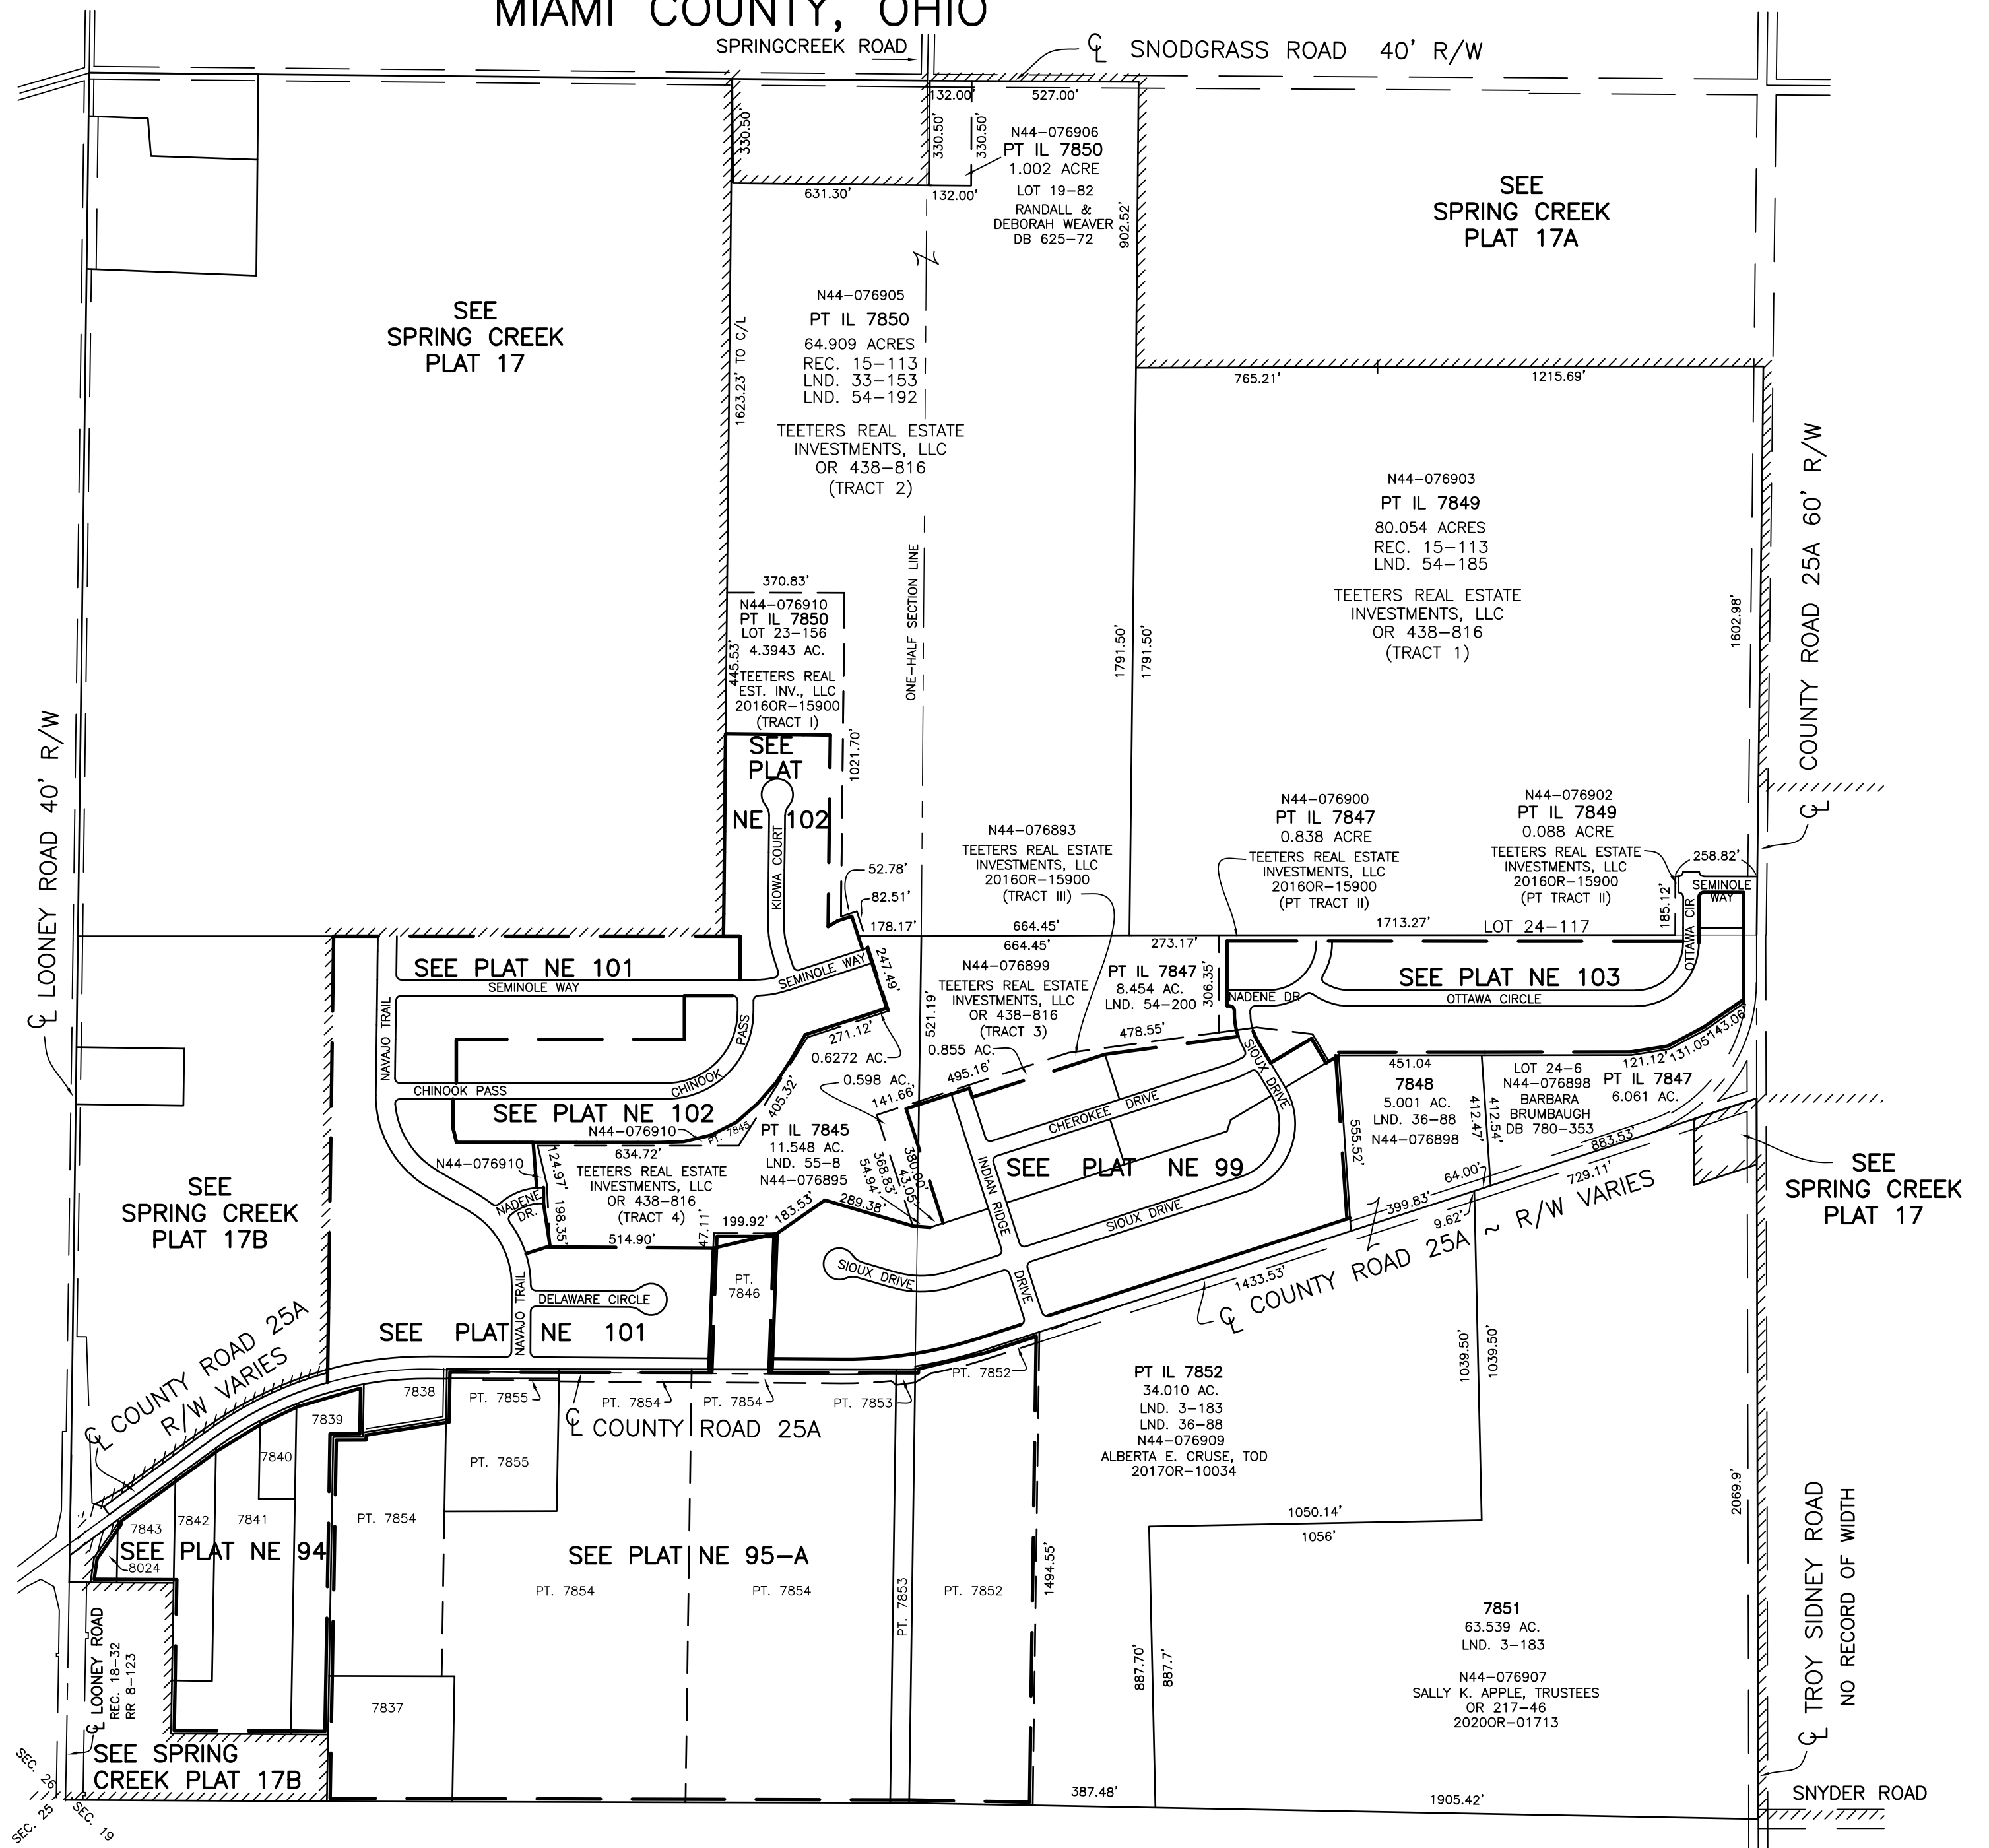 MIAMI COUNTY, OHIO
SPRINGCREEK ROAD
℄ SNODGRASS ROAD 40' R/W
132.00'
527.00'
330.50'
330.50'
330.50'
N44-076906
PT IL 7850
1.002 ACRE
LOT 19-82
RANDALL &
DEBORAH WEAVER
DB 625-72
631.30'
132.00'
902.52'
SEE
SPRING CREEK
PLAT 17A
SEE
SPRING CREEK
PLAT 17
N44-076905
PT IL 7850
64.909 ACRES
REC. 15-113
LND. 33-153
LND. 54-192
TEETERS REAL ESTATE
INVESTMENTS, LLC
OR 438-816
(TRACT 2)
1623.23' TO C/L
765.21'
1215.69'
N44-076903
PT IL 7849
80.054 ACRES
REC. 15-113
LND. 54-185
TEETERS REAL ESTATE
INVESTMENTS, LLC
OR 438-816
(TRACT 1)
COUNTY ROAD 25A 60' R/W
℄
1602.98'
ONE-HALF SECTION LINE
1791.50'
1791.50'
370.83'
N44-076910
PT IL 7850
LOT 23-156
4.3943 AC.
445.53'
TEETERS REAL
EST. INV., LLC
2016OR-15900
(TRACT I)
1021.70'
SEE
PLAT
NE 102
KIOWA COURT
℄ LOONEY ROAD 40' R/W
52.78'
82.51'
178.17'
N44-076893
TEETERS REAL ESTATE
INVESTMENTS, LLC
2016OR-15900
(TRACT III)
664.45'
664.45'
N44-076900
PT IL 7847
0.838 ACRE
TEETERS REAL ESTATE
INVESTMENTS, LLC
2016OR-15900
(PT TRACT II)
N44-076902
PT IL 7849
0.088 ACRE
TEETERS REAL ESTATE
INVESTMENTS, LLC
2016OR-15900
(PT TRACT II)
258.82'
SEMINOLE
WAY
185.12'
OTTAWA CIR
1713.27'
LOT 24-117
273.17'
306.35'
SEE PLAT NE 101
SEMINOLE WAY
SEMINOLE WAY
247.49'
NAVAJO TRAIL
521.19'
N44-076899
TEETERS REAL ESTATE
INVESTMENTS, LLC
OR 438-816
(TRACT 3)
0.855 AC.
PT IL 7847
8.454 AC.
LND. 54-200
478.55'
NADENE DR
SEE PLAT NE 103
OTTAWA CIRCLE
143.06'
131.05'
121.12'
PASS
CHINOOK
CHINOOK PASS
271.12'
0.6272 AC.
0.598 AC.
141.66'
495.16'
405.32'
SEE PLAT NE 102
N44-076910
PT. 7845
PT IL 7845
11.548 AC.
LND. 55-8
N44-076895
634.72'
TEETERS REAL ESTATE
INVESTMENTS, LLC
OR 438-816
(TRACT 4)
N44-076910
124.97'
198.35'
NADENE
DR.
514.90'
47.11'
199.92'
183.53'
289.38'
54.94'
368.83'
43.05'
380.00'
CHEROKEE DRIVE
SIOUX DRIVE
SEE PLAT NE 99
INDIAN RIDGE
DRIVE
SIOUX DRIVE
SIOUX DRIVE
451.04
7848
5.001 AC.
LND. 36-88
N44-076898
555.52'
412.47'
412.54'
LOT 24-6
N44-076898
BARBARA
BRUMBAUGH
DB 780-353
PT IL 7847
6.061 AC.
883.53'
729.11'
64.00'
399.83'
9.62'
℄ COUNTY ROAD 25A ~ R/W VARIES
1433.53'
SEE
SPRING CREEK
PLAT 17
SEE
SPRING CREEK
PLAT 17B
PT.
7846
DELAWARE CIRCLE
NAVAJO TRAIL
SEE PLAT NE 101
℄ COUNTY ROAD 25A
R/W VARIES
7838
PT. 7855
PT. 7854
PT. 7854
PT. 7853
PT. 7852
℄ COUNTY ROAD 25A
7839
7840
7841
7842
7843
8024
SEE PLAT NE 94
PT. 7855
PT. 7854
SEE PLAT NE 95-A
PT. 7854
PT. 7854
PT. 7853
PT. 7852
7837
1494.55'
PT IL 7852
34.010 AC.
LND. 3-183
LND. 36-88
N44-076909
ALBERTA E. CRUSE, TOD
2017OR-10034
1039.50'
1039.50'
1050.14'
1056'
887.70'
887.7'
7851
63.539 AC.
LND. 3-183
N44-076907
SALLY K. APPLE, TRUSTEES
OR 217-46
2020OR-01713
2069.9'
℄ TROY SIDNEY ROAD
NO RECORD OF WIDTH
SNYDER ROAD
387.48'
1905.42'
℄ LOONEY ROAD
REC. 18-32
RR 8-123
SEE SPRING
CREEK PLAT 17B
SEC. 26
SEC. 25
SEC. 19